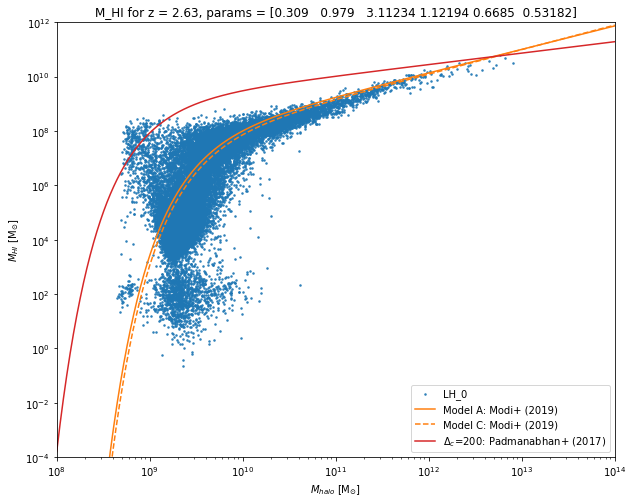 M_HI for z = 2.63, params = [0.309 0.979 3.11234 1.12194 0.6685 0.53182]
10^12
10^10
10^8
10^6
10^4
10^2
10^0
10^-2
10^-4
M_HI [M_⊙]
LH_0
Model A: Modi+ (2019)
Model C: Modi+ (2019)
Δ_c=200: Padmanabhan+ (2017)
10^8 10^9 10^10 10^11 10^12 10^13 10^14
M_halo [M_⊙]